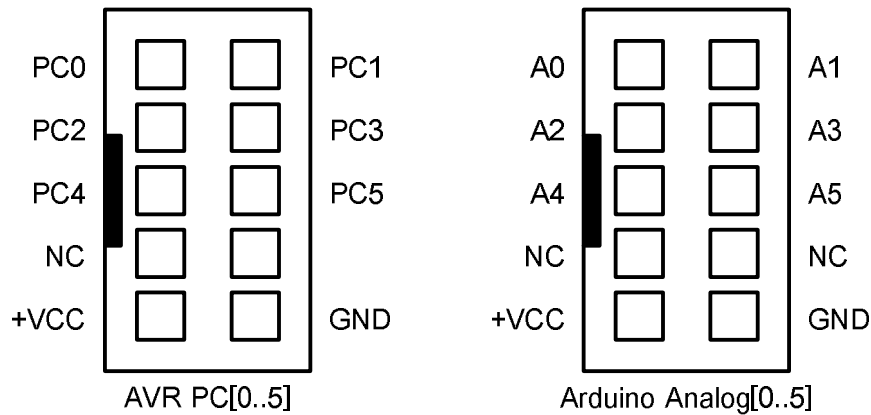 PC0 PC1 A0 A1
PC2 PC3 A2 A3
PC4 PC5 A4 A5
NC NC NC
+VCC GND +VCC GND
AVR PC[0..5] Arduino Analog[0..5]